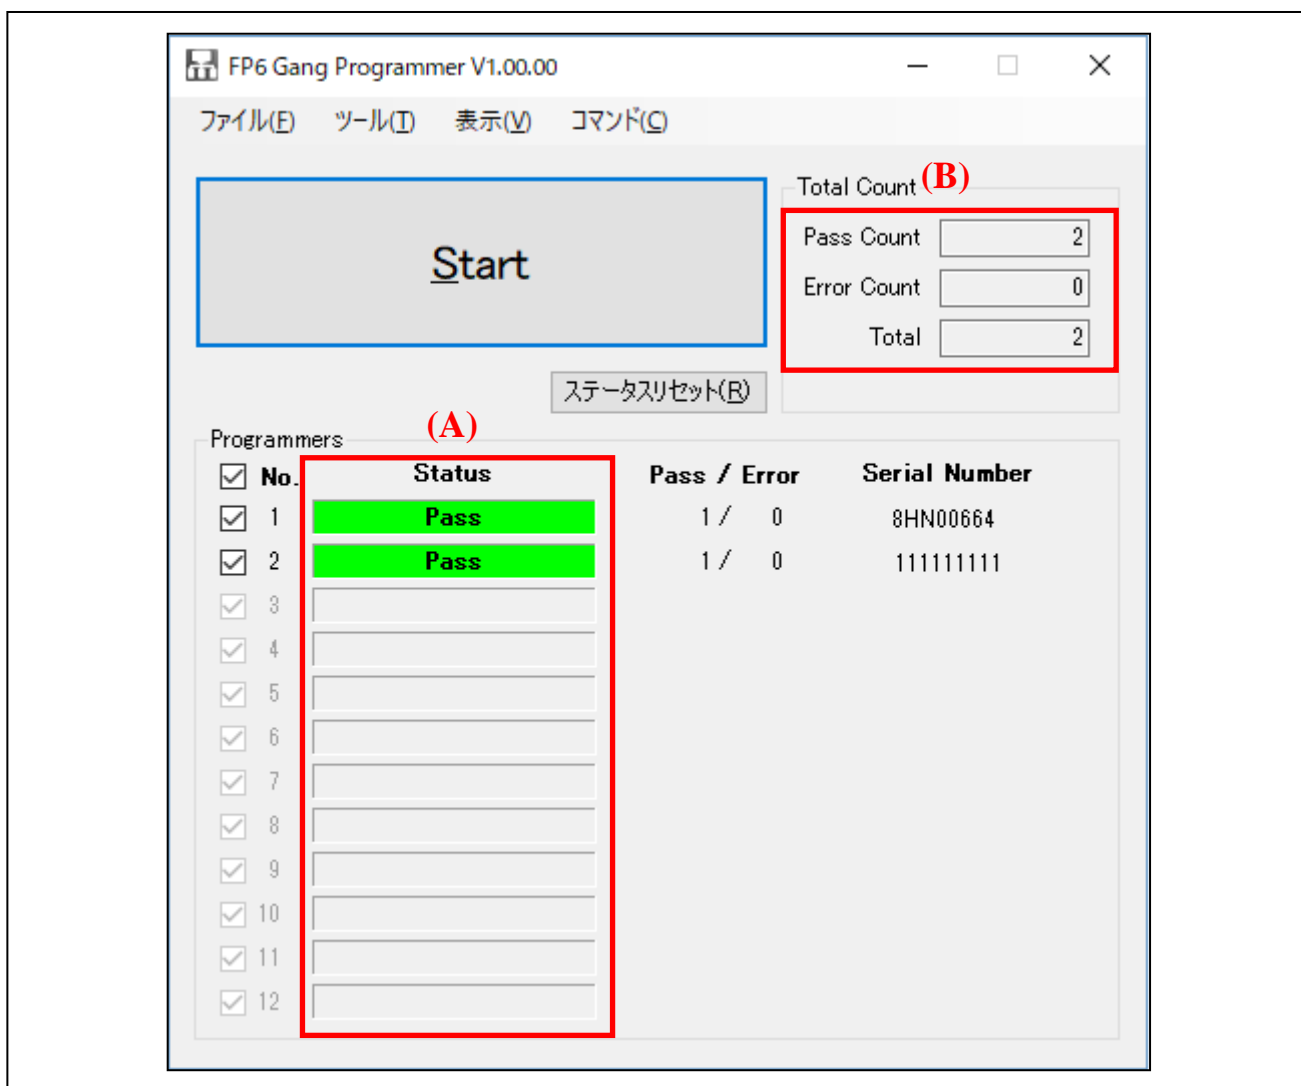 FP6 Gang Programmer V1.00.00
ファイル(F) ツール(T) 表示(V) コマンド(C)
Start
Total Count (B)
Pass Count 2
Error Count 0
Total 2
ステータスリセット(R)
(A)
Programmers
No. Status Pass / Error Serial Number
1 Pass 1 / 0 8HN00664
2 Pass 1 / 0 111111111
3
4
5
6
7
8
9
10
11
12